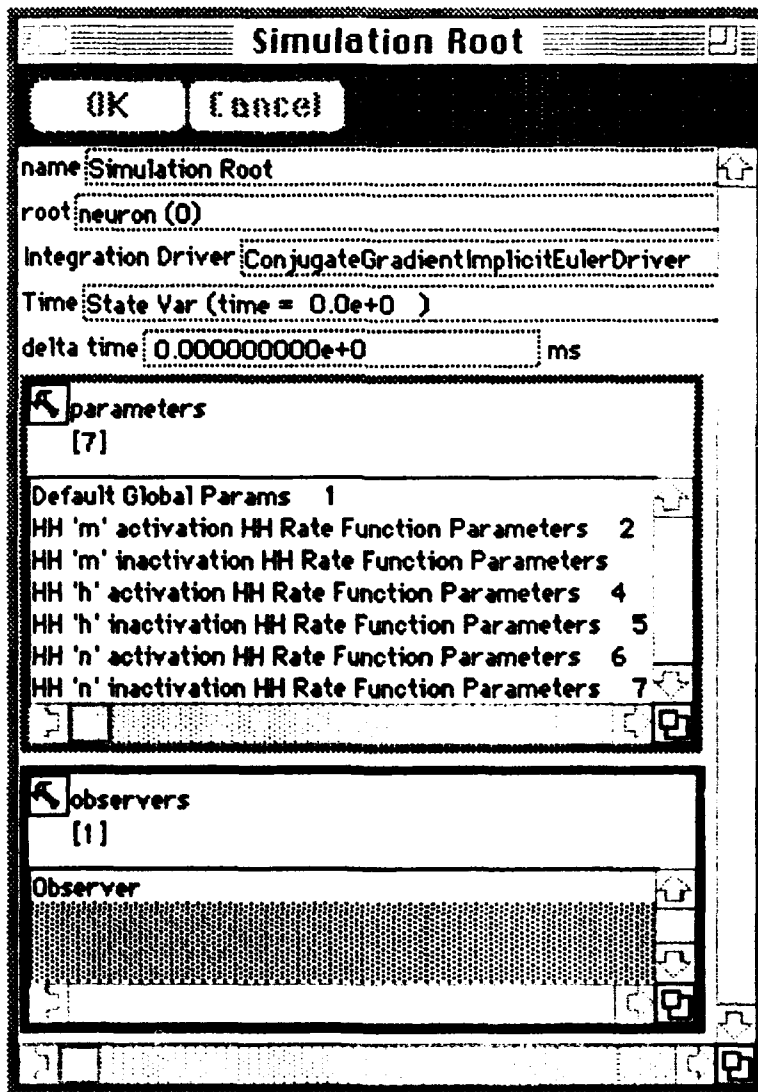 Simulation Root
OK Cancel
name Simulation Root
root neuron (0)
Integration Driver ConjugateGradientImplicitEulerDriver
Time State Var (time = 0.0e+0 )
delta time 0.000000000e+0 ms
parameters
[7]
Default Global Params 1
HH 'm' activation HH Rate Function Parameters 2
HH 'm' inactivation HH Rate Function Parameters
HH 'h' activation HH Rate Function Parameters 4
HH 'h' inactivation HH Rate Function Parameters 5
HH 'n' activation HH Rate Function Parameters 6
HH 'n' inactivation HH Rate Function Parameters 7
observers
[1]
Observer